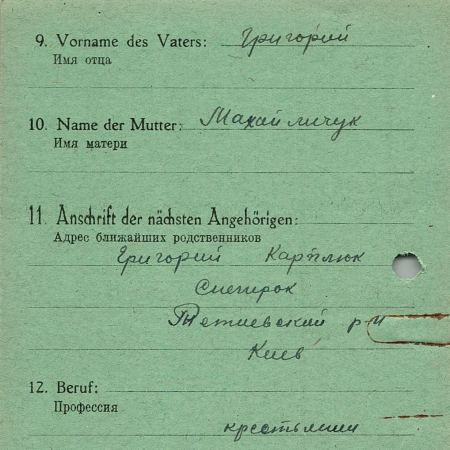 9. Vorname des Vaters: Григорий
Имя отца
10. Name der Mutter: Махайличук
Имя матери
11. Anschrift der nächsten Angehörigen:
Адрес ближайших родственников
Григорий Карплюк
Снегирок
Тетиевский р-н
Киев
12. Beruf:
Профессия
крестьянин